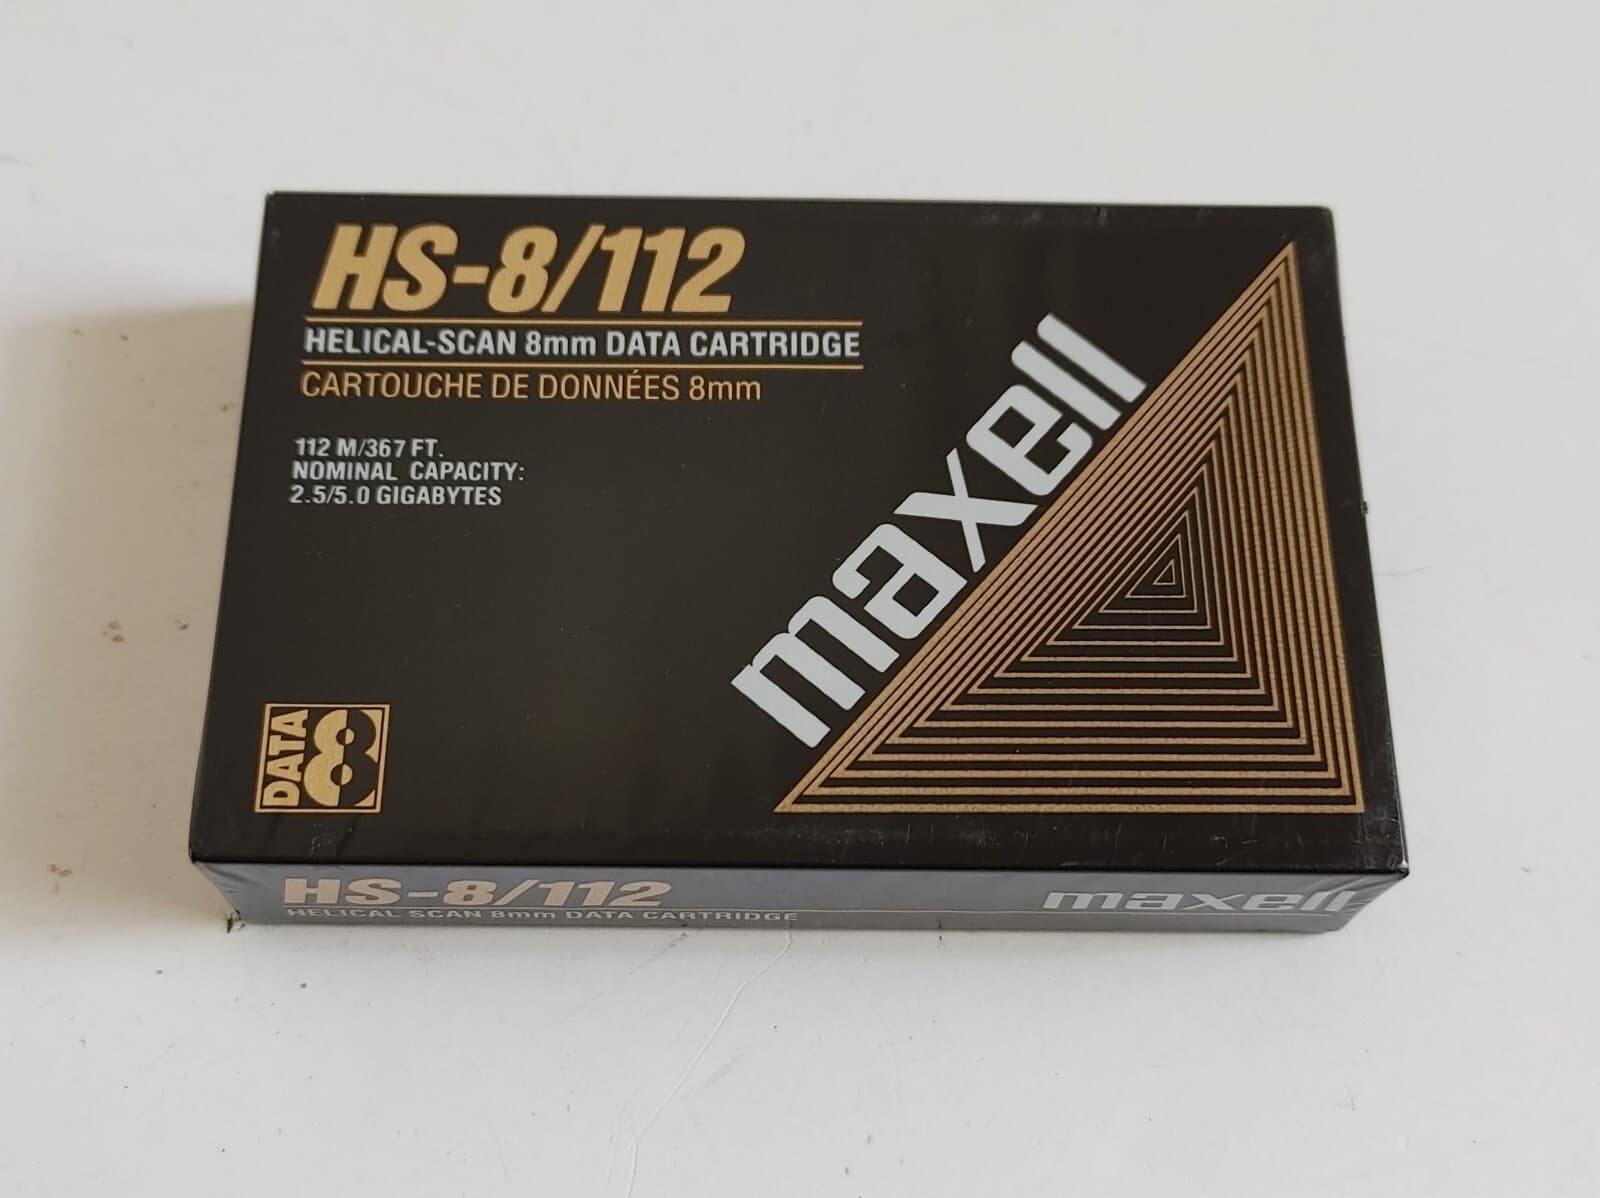 HS-8/112
HELICAL-SCAN 8mm DATA CARTRIDGE
CARTOUCHE DE DONNÉES 8mm
112 M/367 FT.
NOMINAL CAPACITY:
2.5/5.0 GIGABYTES
maxell
DATA 8
HS-8/112
HELICAL SCAN 8mm DATA CARTRIDGE
maxell